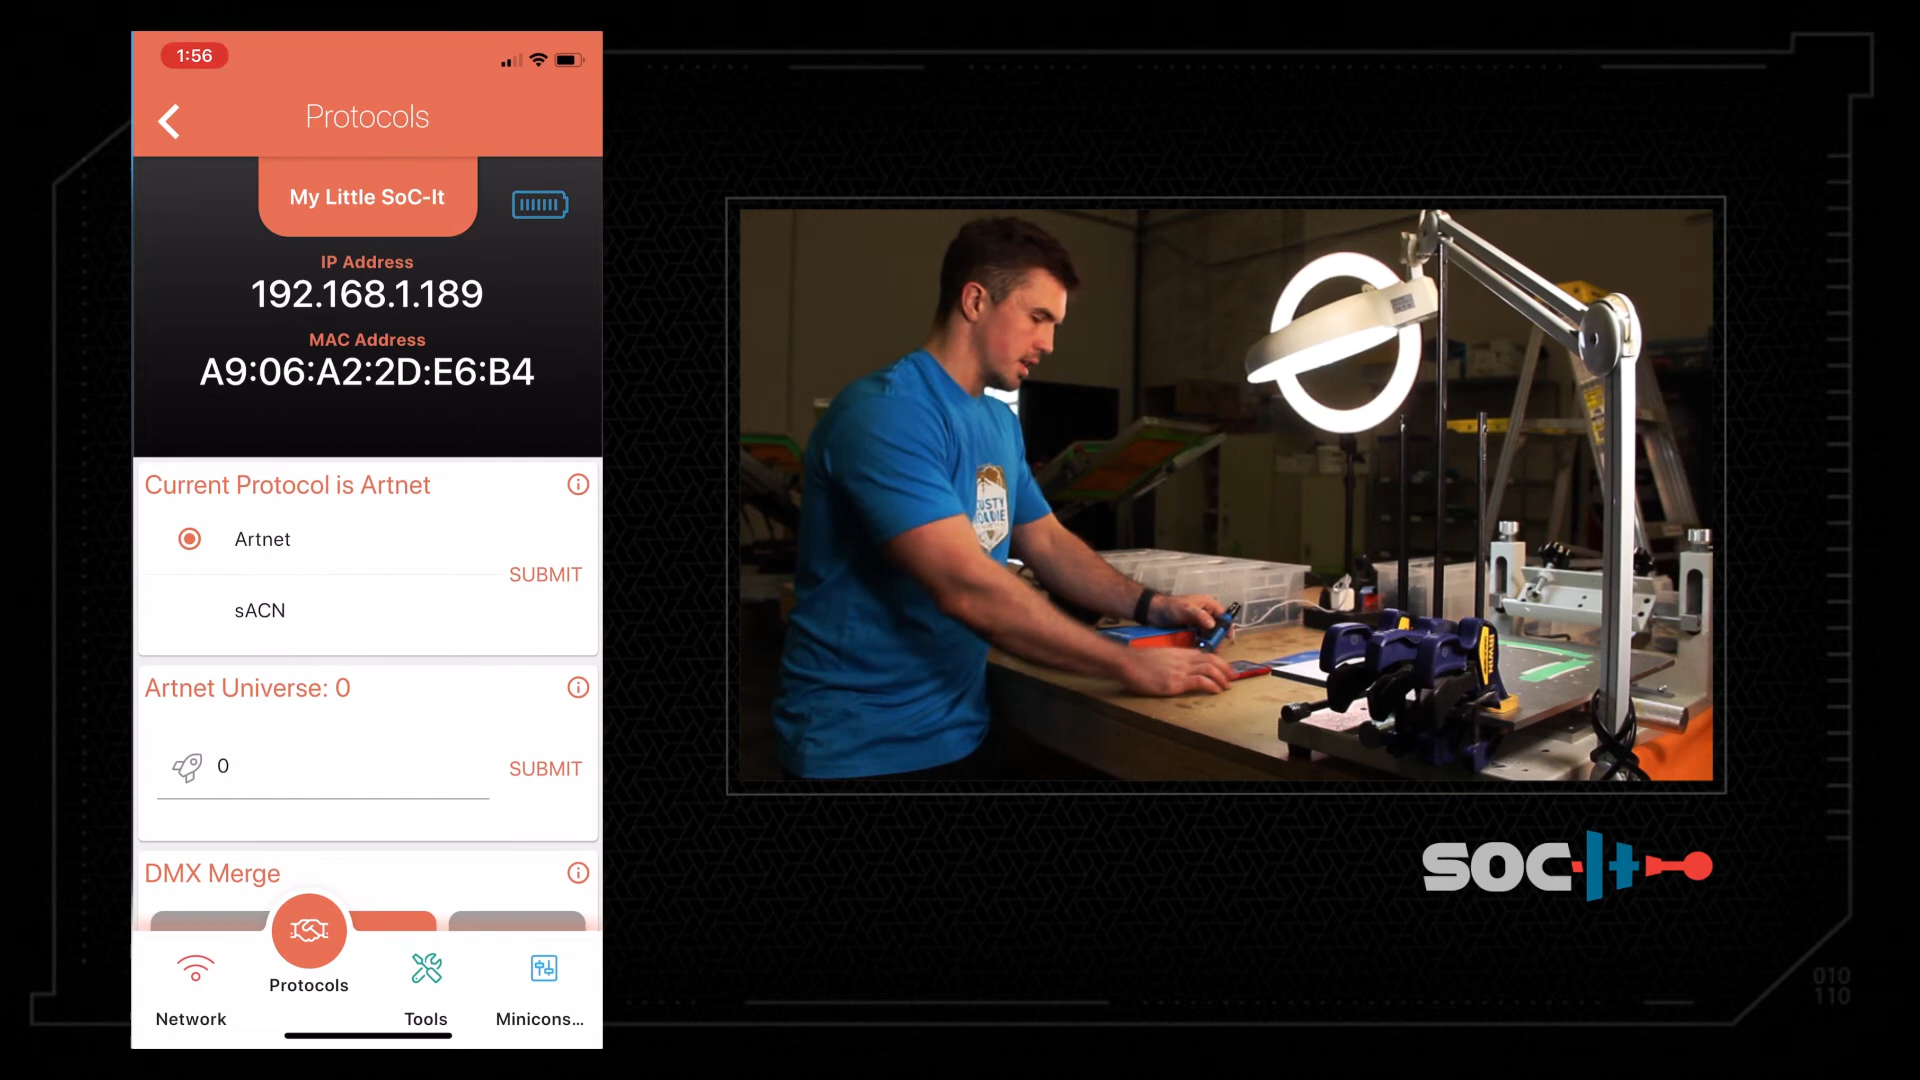 1:56
Protocols
My Little SoC-It
IP Address
192.168.1.189
MAC Address
A9:06:A2:2D:E6:B4
Current Protocol is Artnet
Artnet
SUBMIT
sACN
Artnet Universe: 0
0
SUBMIT
DMX Merge
Protocols
Network
Tools
Minicons...
IRWIN
SOC-It
010
110